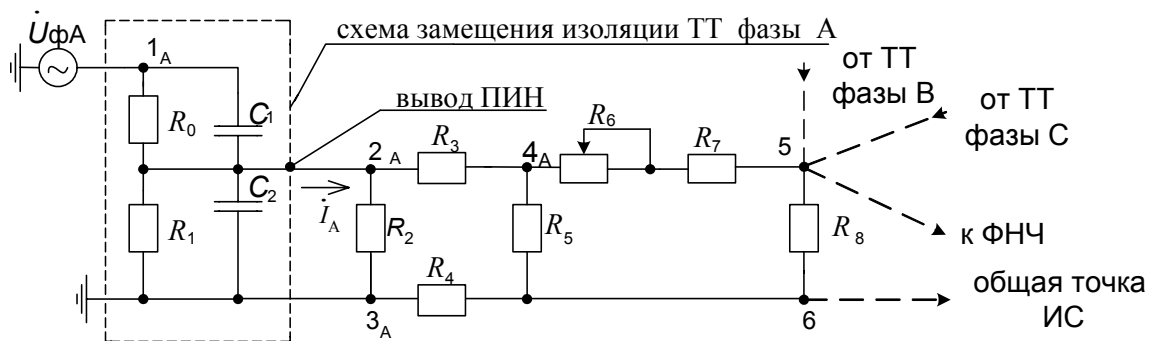 U̇фА
1А
схема замещения изоляции ТТ фазы А
вывод ПИН
от ТТ
фазы В
от ТТ
фазы С
R0
C1
R1
C2
İА
2А
R3
4А
R6
R7
5
R2
R5
R8
R4
3А
6
к ФНЧ
общая точка
ИС